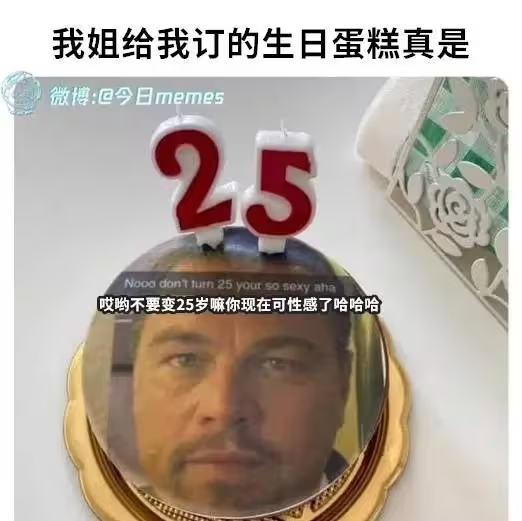 我姐给我订的生日蛋糕真是
微博:@今日memes
25
Nooo don't turn 25 your so sexy aha
哎哟不要变25岁嘛你现在可性感了哈哈哈